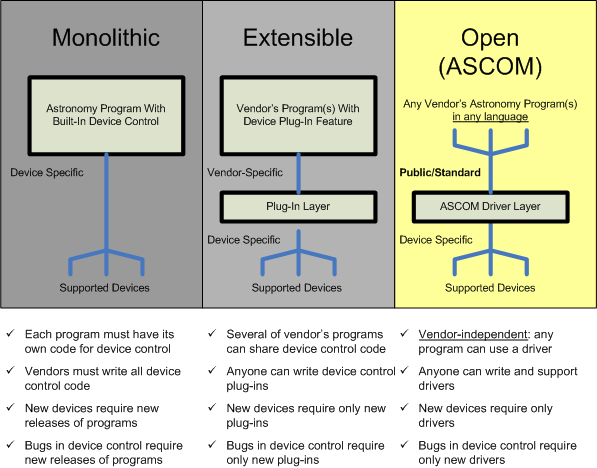 Monolithic
Astronomy Program With
Built-In Device Control
Device Specific
Supported Devices
✓ Each program must have its
own code for device control
✓ Vendors must write all device
control code
✓ New devices require new
releases of programs
✓ Bugs in device control require
new releases of programs
Extensible
Vendor's Program(s) With
Device Plug-In Feature
Vendor-Specific
Plug-In Layer
Device Specific
Supported Devices
✓ Several of vendor's programs
can share device control code
✓ Anyone can write device control
plug-ins
✓ New devices require only new
plug-ins
✓ Bugs in device control require
only new plug-ins
Open
(ASCOM)
Any Vendor's Astronomy Program(s)
in any language
Public/Standard
ASCOM Driver Layer
Device Specific
Supported Devices
✓ Vendor-independent: any
program can use a driver
✓ Anyone can write and support
drivers
✓ New devices require only
drivers
✓ Bugs in device control require
only new drivers